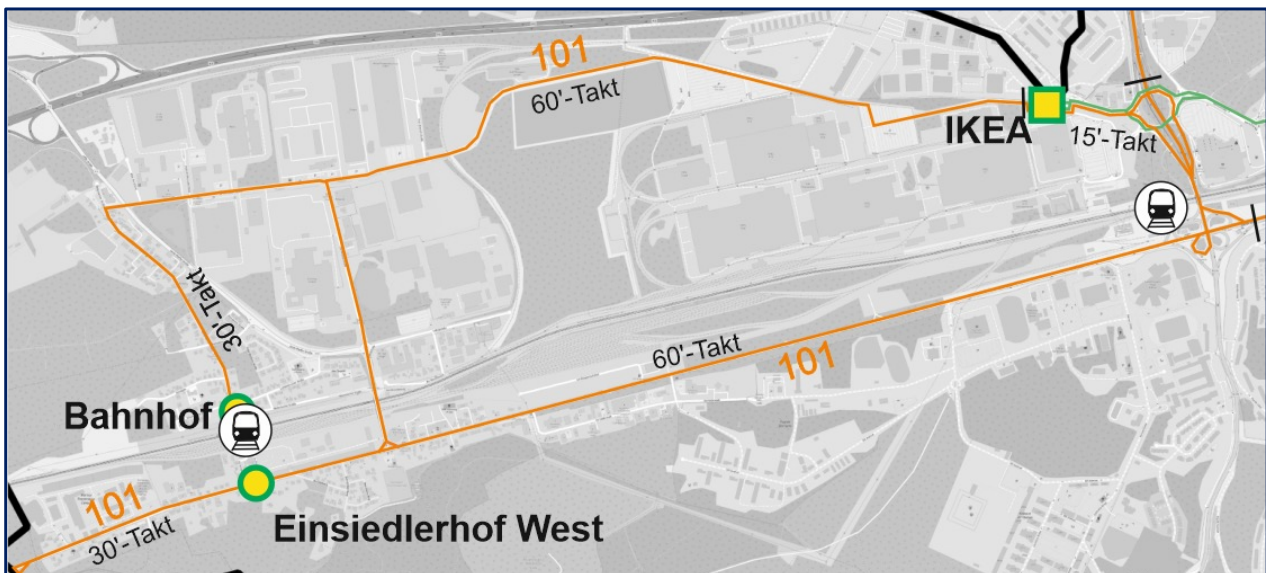 101
60'-Takt
IKEA
15'-Takt
30'-Takt
60'-Takt
101
Bahnhof
101
30'-Takt
Einsiedlerhof West